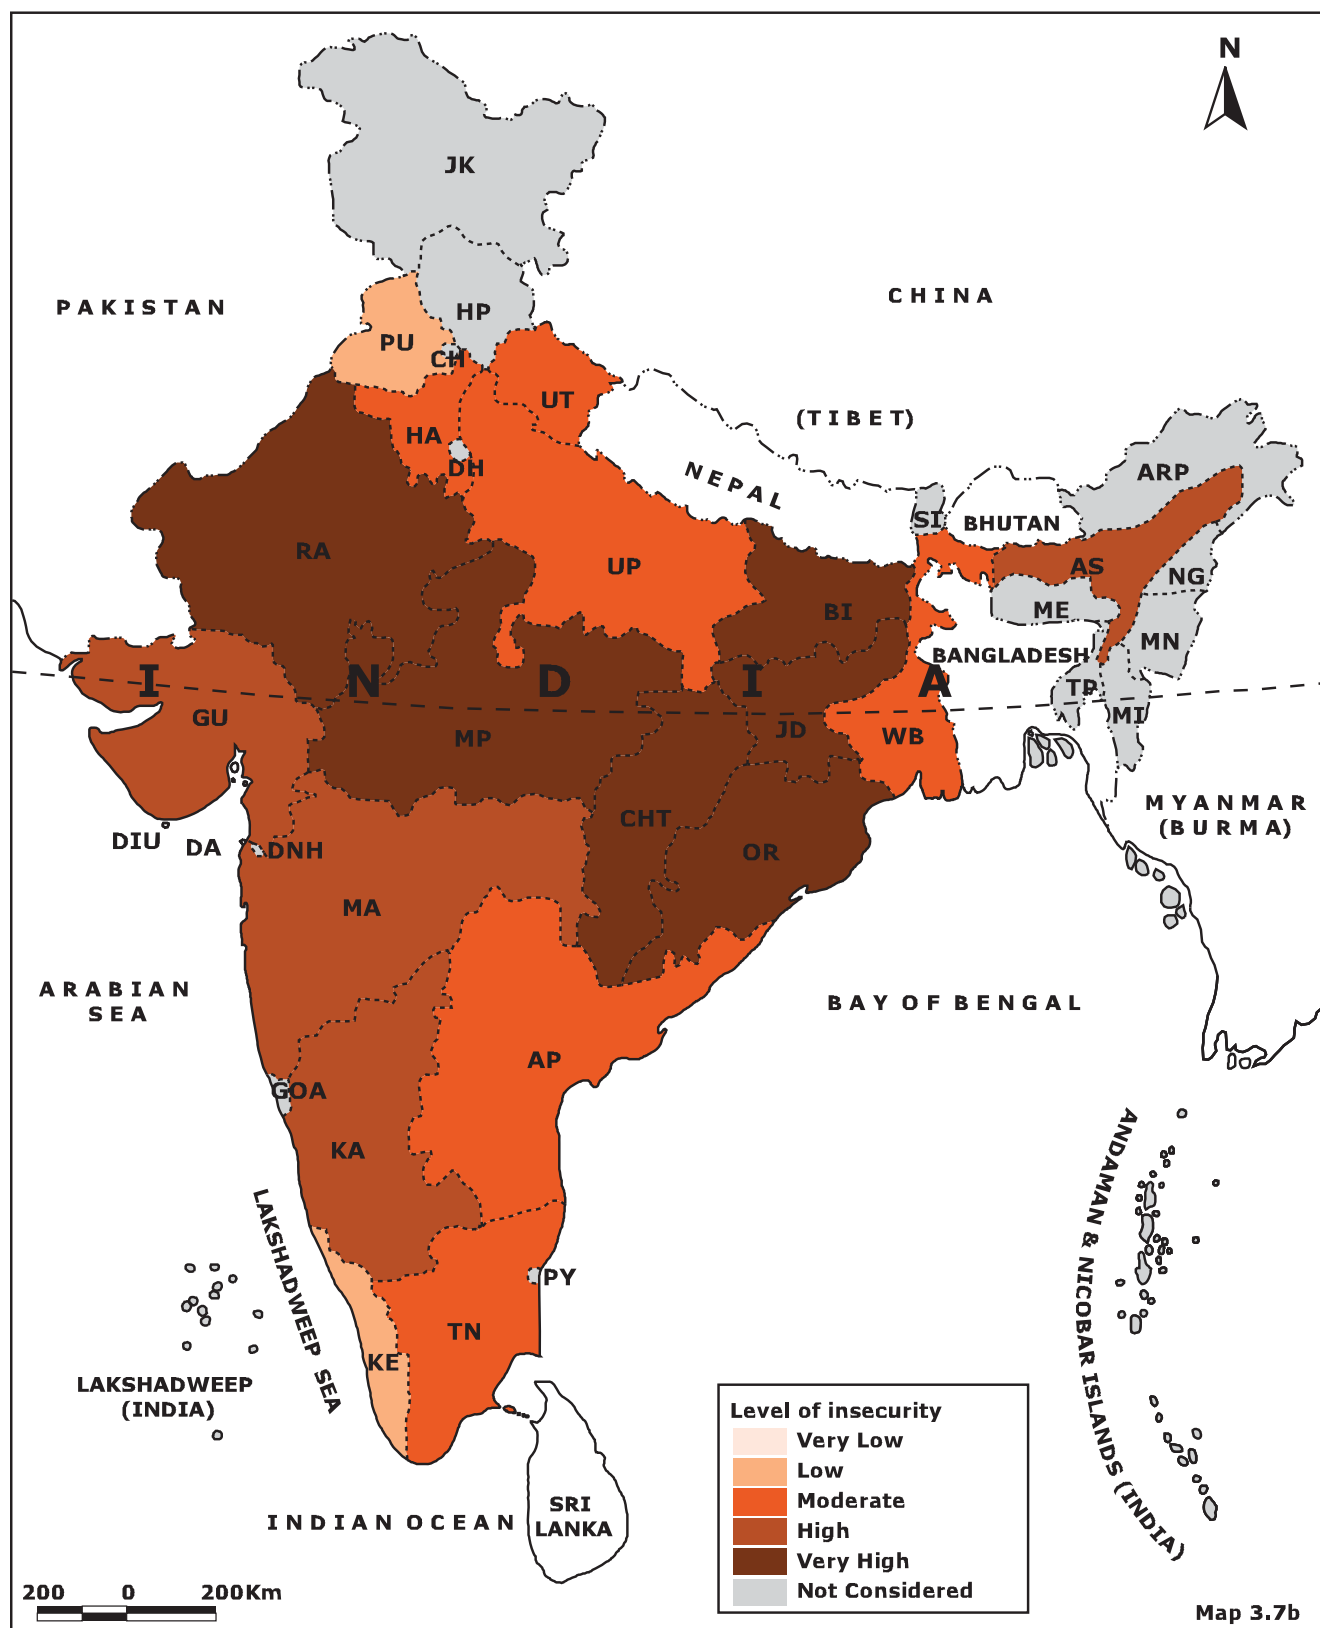 N
JK
PAKISTAN
CHINA
HP
PU
CH
UT
(TIBET)
HA
DH
NEPAL
ARP
SI
BHUTAN
RA
UP
AS
NG
BI
ME
MN
BANGLADESH
I N D I A
TP
GU
MI
MP
JD
WB
CHT
MYANMAR
(BURMA)
DIU
DA
DNH
OR
MA
ARABIAN
SEA
BAY OF BENGAL
AP
GOA
KA
ANDAMAN & NICOBAR ISLANDS (INDIA)
LAKSHADWEEP SEA
PY
TN
KE
LAKSHADWEEP
(INDIA)
INDIAN OCEAN
SRI
LANKA
Level of insecurity
Very Low
Low
Moderate
High
Very High
Not Considered
200 0 200Km
Map 3.7b